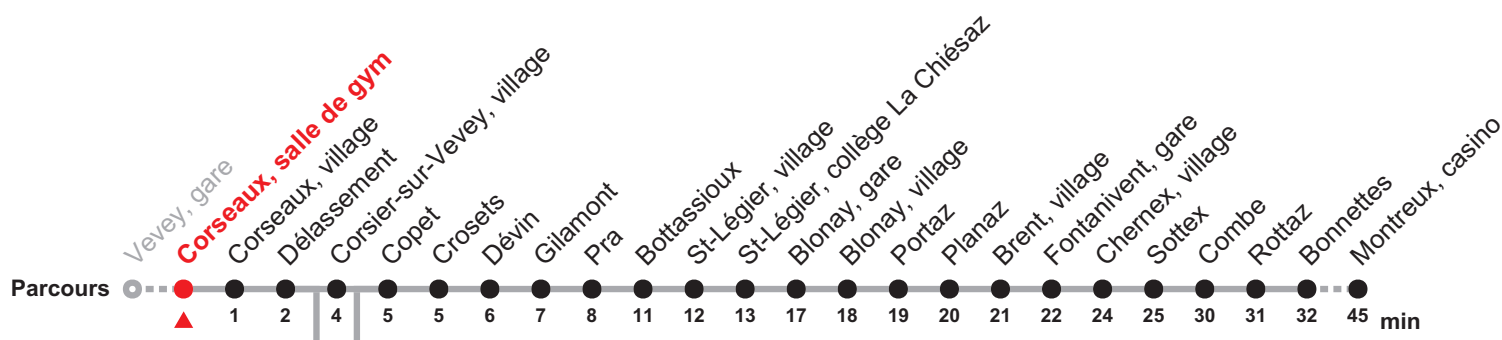 Vevey, gare
Corseaux, salle de gym
Corseaux, village
Délassement
Corsier-sur-Vevey, village
Copet
Crosets
Dévin
Gilamont
Pra
Bottassioux
St-Légier, village
St-Légier, collège La Chiésaz
Blonay, gare
Blonay, village
Portaz
Planaz
Brent, village
Fontanivent, gare
Chernex, village
Sottex
Combe
Rottaz
Bonnettes
Montreux, casino
Parcours
1 2 4 5 5 6 7 8 11 12 13 17 18 19 20 21 22 24 25 30 31 32 45 min